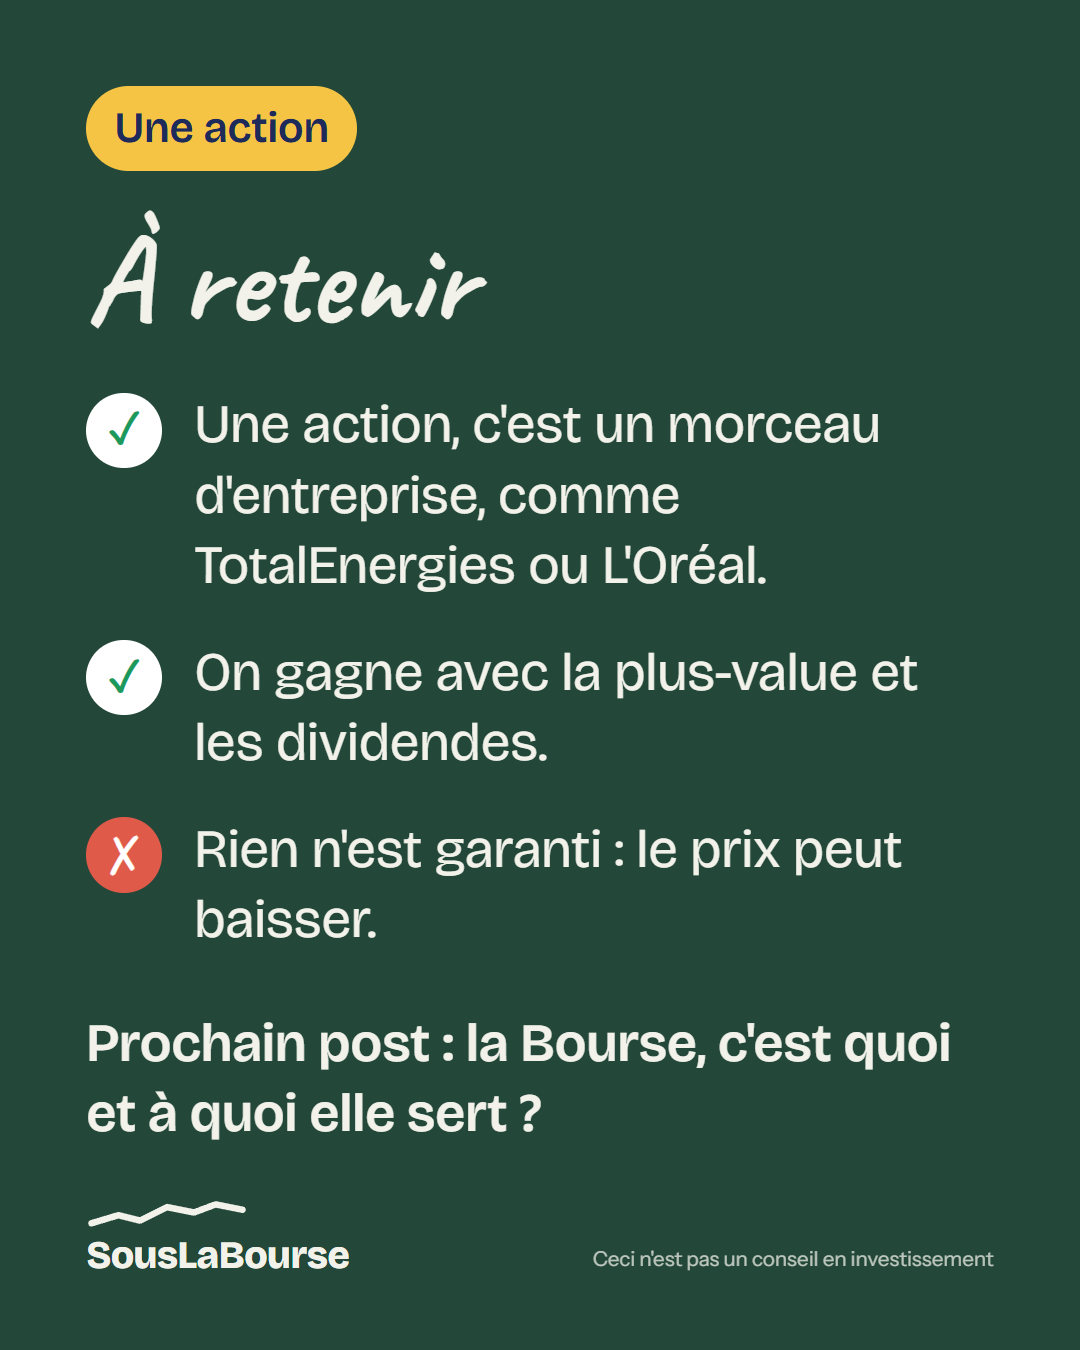 Une action
À retenir
✓ Une action, c'est un morceau
d'entreprise, comme
TotalEnergies ou L'Oréal.
✓ On gagne avec la plus-value et
les dividendes.
✗ Rien n'est garanti : le prix peut
baisser.
Prochain post : la Bourse, c'est quoi
et à quoi elle sert ?
SousLaBourse
Ceci n'est pas un conseil en investissement